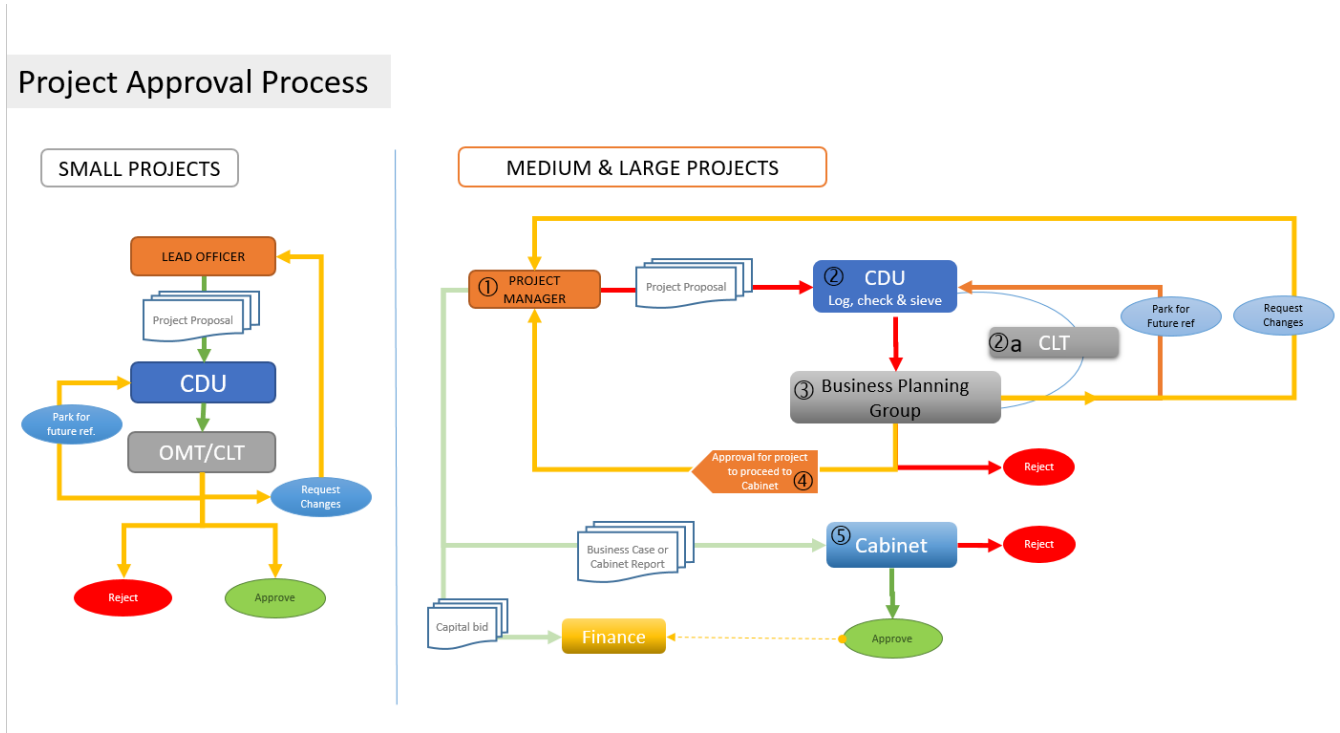 Project Approval Process
SMALL PROJECTS
LEAD OFFICER
Project Proposal
CDU
Park for
future ref.
OMT/CLT
Request
Changes
Reject
Approve
MEDIUM & LARGE PROJECTS
① PROJECT
MANAGER
Project Proposal
② CDU
Log, check & sieve
Park for
Future ref
Request
Changes
②a CLT
③ Business Planning
Group
Approval for project
to proceed to
Cabinet ④
Reject
⑤ Cabinet
Reject
Business Case or
Cabinet Report
Capital bid
Finance
Approve